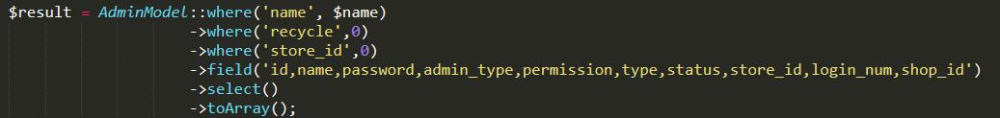 $result = AdminModel::where('name', $name)
->where('recycle',0)
->where('store_id',0)
->field('id,name,password,admin_type,permission,type,status,store_id,login_num,shop_id')
->select()
->toArray();